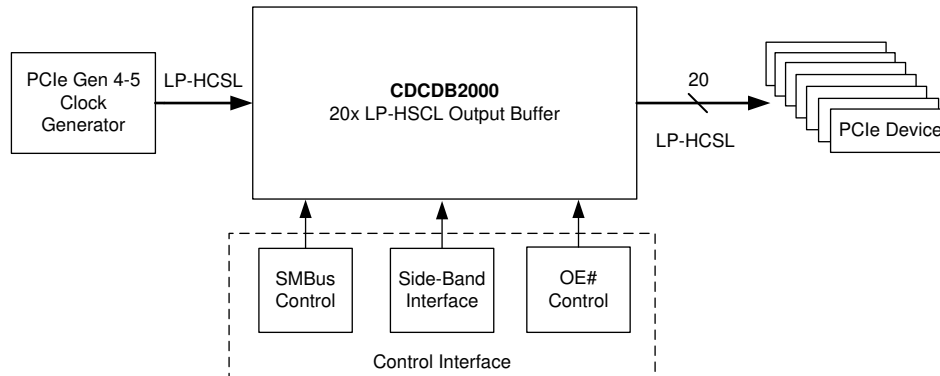 PCIe Gen 4-5
Clock
Generator
LP-HCSL
CDCDB2000
20x LP-HSCL Output Buffer
20
LP-HCSL
PCIe Device
SMBus
Control
Side-Band
Interface
OE#
Control
Control Interface